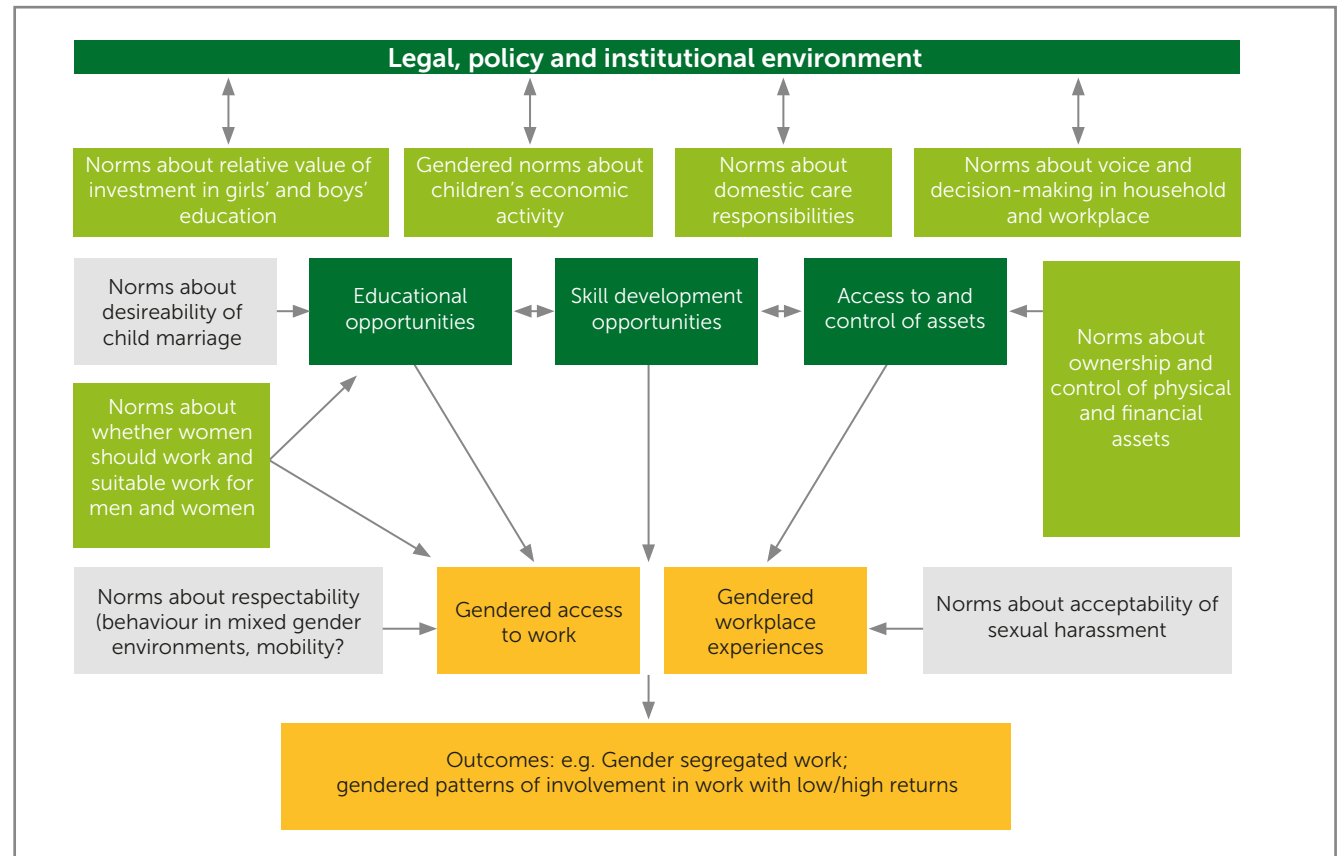 Legal, policy and institutional environment
Norms about relative value of
investment in girls' and boys'
education
Gendered norms about
children's economic
activity
Norms about
domestic care
responsibilities
Norms about voice and
decision-making in household
and workplace
Norms about
desireability of
child marriage
Educational
opportunities
Skill development
opportunities
Access to and
control of assets
Norms about
ownership and
control of physical
and financial
assets
Norms about
whether women
should work and
suitable work for
men and women
Norms about respectability
(behaviour in mixed gender
environments, mobility?
Gendered access
to work
Gendered
workplace
experiences
Norms about acceptability of
sexual harassment
Outcomes: e.g. Gender segregated work;
gendered patterns of involvement in work with low/high returns